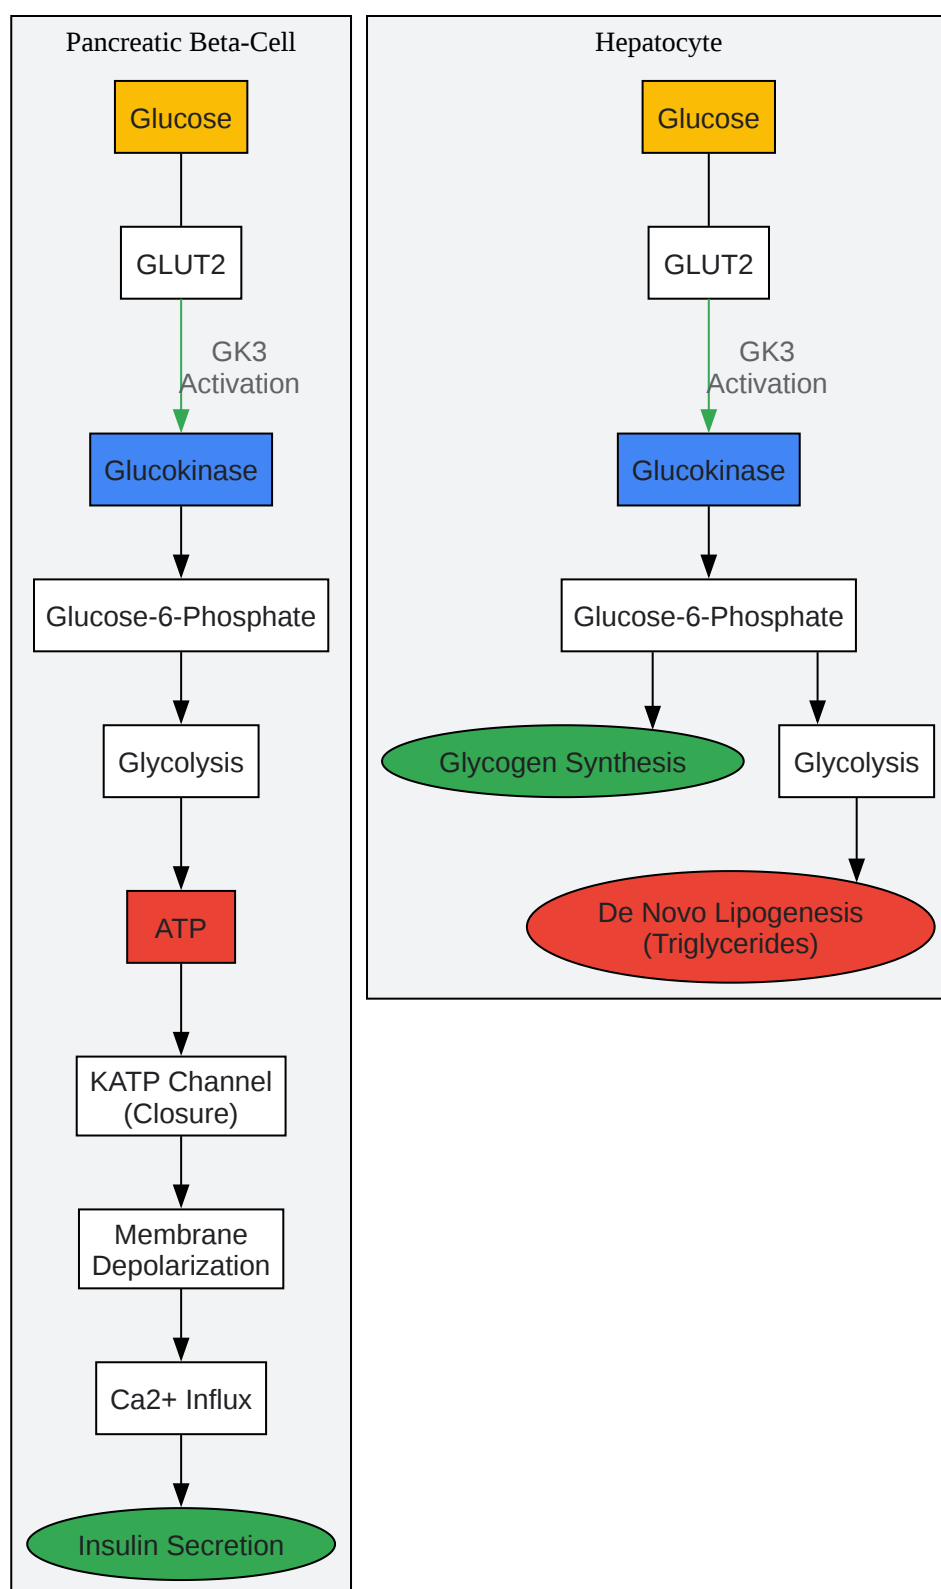 Pancreatic Beta-Cell
Glucose
GLUT2
GK3
Activation
Glucokinase
Glucose-6-Phosphate
Glycolysis
ATP
KATP Channel
(Closure)
Membrane
Depolarization
Ca2+ Influx
Insulin Secretion
Hepatocyte
Glucose
GLUT2
GK3
Activation
Glucokinase
Glucose-6-Phosphate
Glycogen Synthesis
Glycolysis
De Novo Lipogenesis
(Triglycerides)